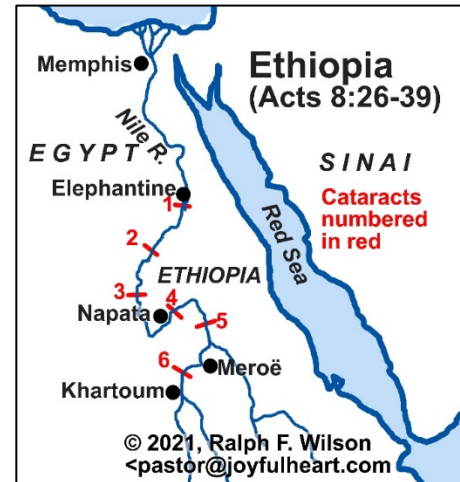 Memphis
Ethiopia
(Acts 8:26-39)
Nile R.
EGYPT
SINAI
Elephantine
1
Cataracts
numbered
in red
Red Sea
2
ETHIOPIA
3
4
Napata
5
6
Meroë
Khartoum
© 2021, Ralph F. Wilson
<pastor@joyfulheart.com